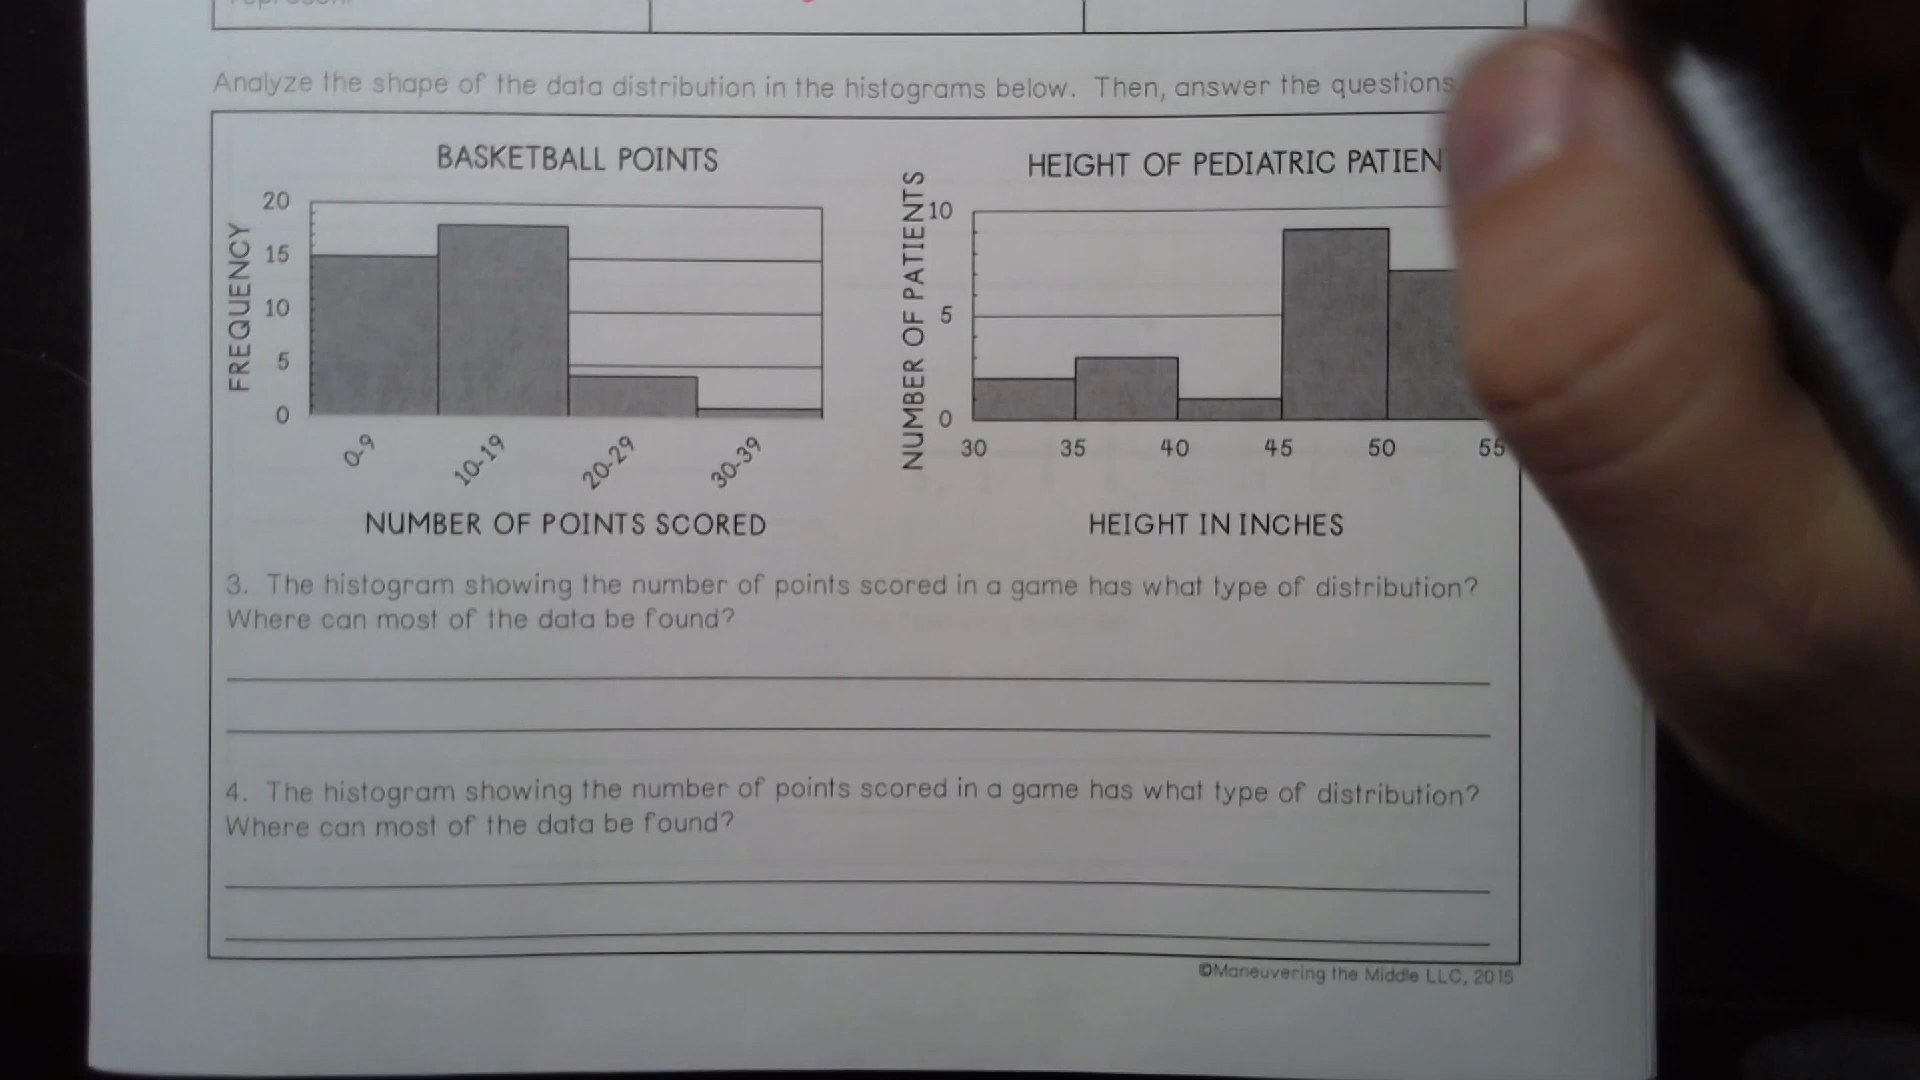 Analyze the shape of the data distribution in the histograms below. Then, answer the questions
BASKETBALL POINTS
FREQUENCY
20
15
10
5
0
0-9
10-19
20-29
30-39
NUMBER OF POINTS SCORED
HEIGHT OF PEDIATRIC
NUMBER OF PATIENTS
10
5
0
30
35
40
45
50
55
HEIGHT IN INCHES
3. The histogram showing the number of points scored in a game has what type of distribution?
Where can most of the data be found?
4. The histogram showing the number of points scored in a game has what type of distribution?
Where can most of the data be found?
©Maneuvering the Middle LLC, 2015